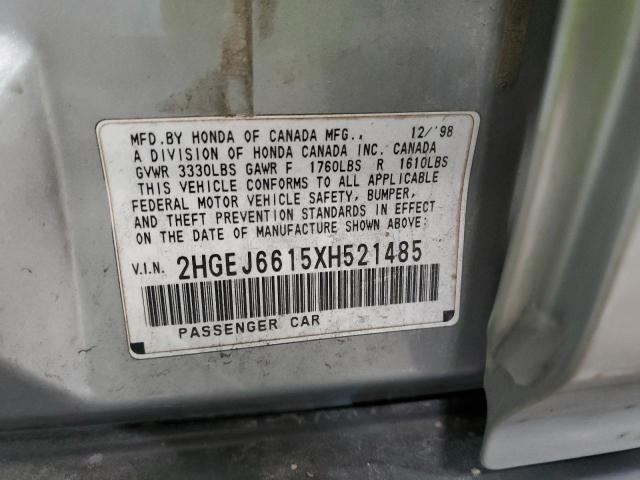 MFD.BY HONDA OF CANADA MFG., 12/'98
A DIVISION OF HONDA CANADA INC. CANADA
GVWR 3330LBS GAWR F 1760LBS R 1610LBS
THIS VEHICLE CONFORMS TO ALL APPLICABLE
FEDERAL MOTOR VEHICLE SAFETY, BUMPER,
AND THEFT PREVENTION STANDARDS IN EFFECT
ON THE DATE OF MANUFACTURE SHOWN ABOVE:
V.I.N. 2HGEJ6615XH521485
PASSENGER CAR